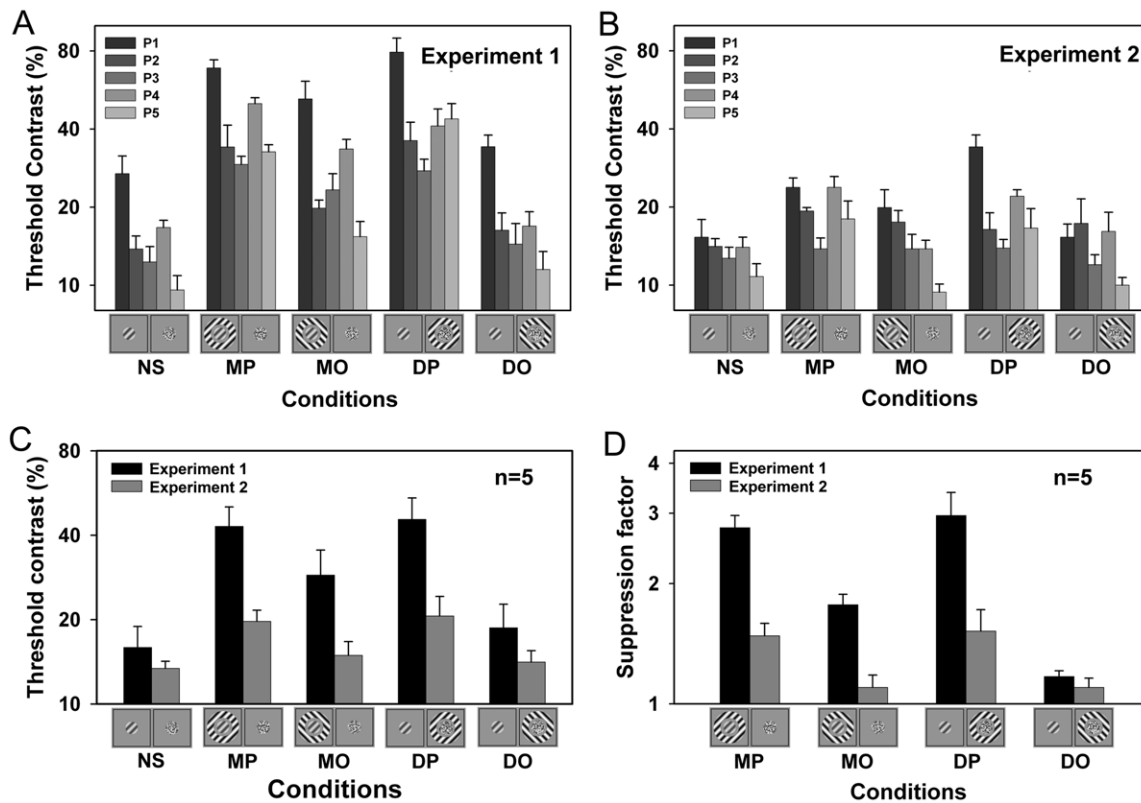 A
Experiment 1
Threshold Contrast (%)
80
40
20
10
P1
P2
P3
P4
P5
NS MP MO DP DO
Conditions
B
Experiment 2
Threshold Contrast (%)
80
40
20
10
P1
P2
P3
P4
P5
NS MP MO DP DO
Conditions
C
Threshold contrast (%)
80
40
20
10
Experiment 1
Experiment 2
n=5
NS MP MO DP DO
Conditions
D
Suppression factor
4
3
2
1
Experiment 1
Experiment 2
n=5
MP MO DP DO
Conditions